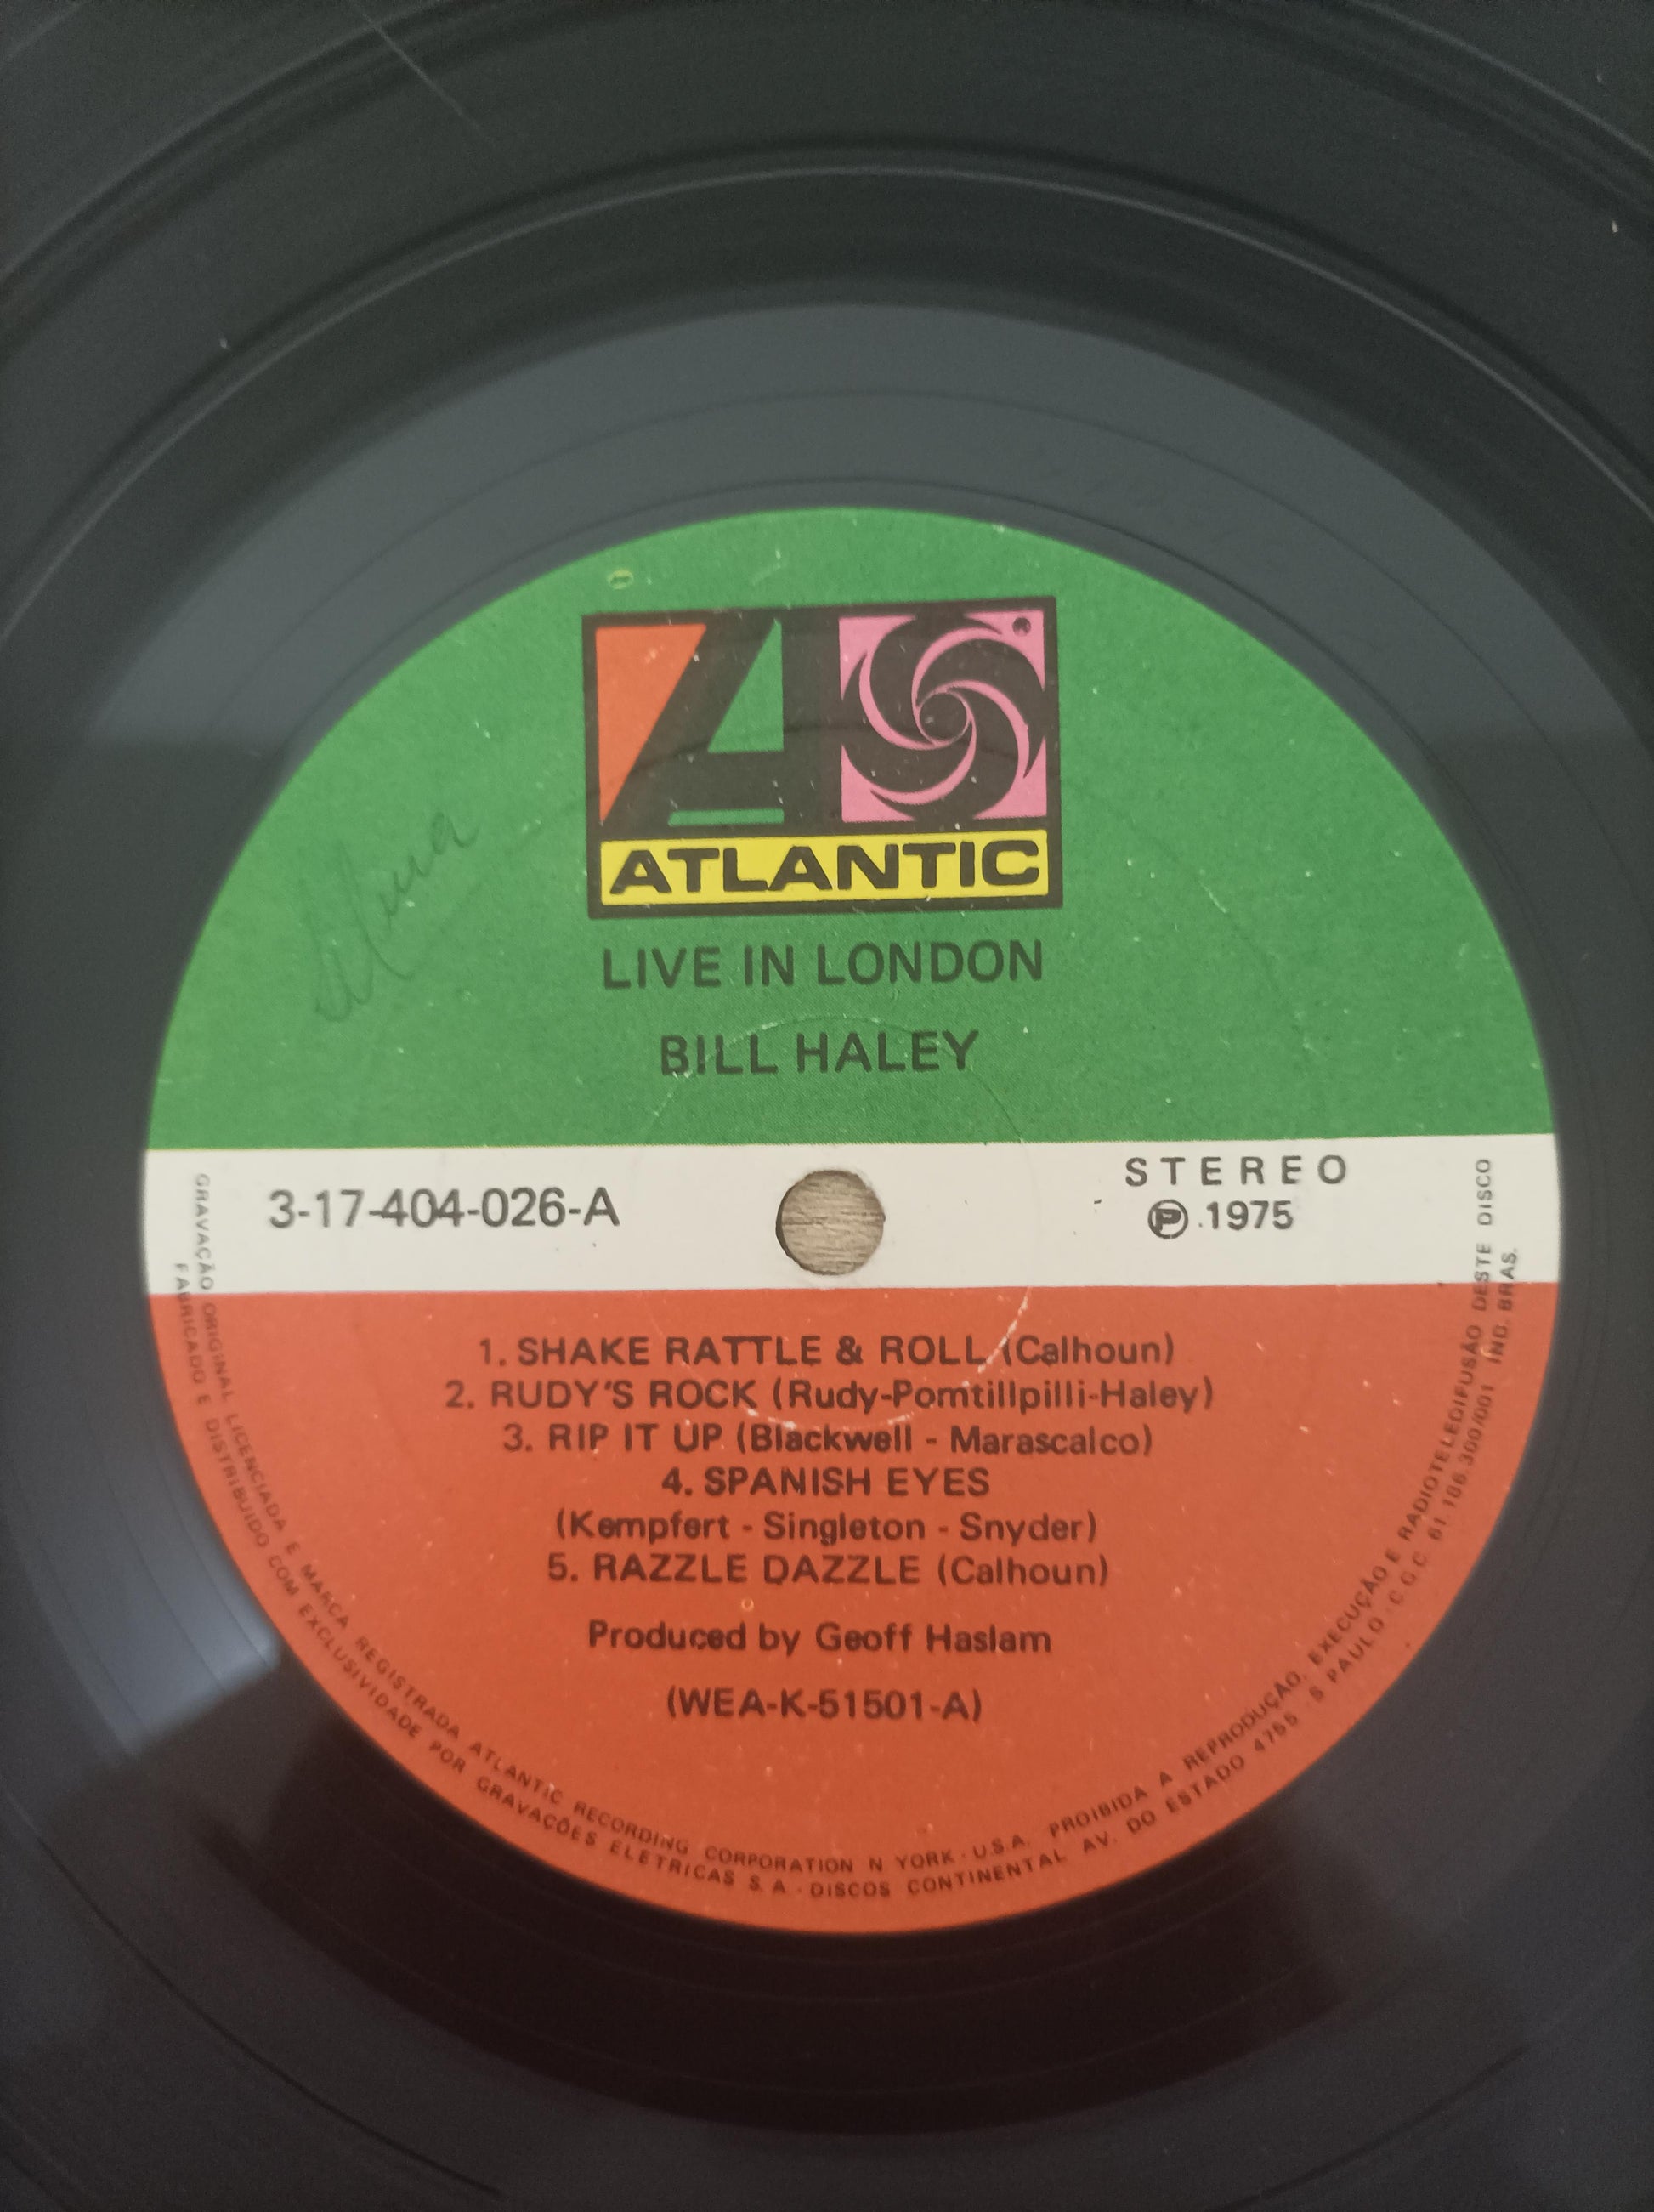 ATLANTIC
LIVE IN LONDON
BILL HALEY
3-17-404-026-A
STEREO
Ⓟ.1975
1. SHAKE RATTLE & ROLL (Calhoun)
2. RUDY'S ROCK (Rudy-Pomtillpilli-Haley)
3. RIP IT UP (Blackwell - Marascalco)
4. SPANISH EYES
(Kempfert - Singleton - Snyder)
5. RAZZLE DAZZLE (Calhoun)
Produced by Geoff Haslam
(WEA-K-51501-A)
GRAVAÇÃO ORIGINAL LICENCIADA E MARCA REGISTRADA ATLANTIC RECORDING CORPORATION N YORK - U.S.A. PROIBIDA A REPRODUÇÃO, EXECUÇÃO E RADIOTELEDIFUSÃO DESTE DISCO
FABRICADO E DISTRIBUIDO COM EXCLUSIVIDADE POR GRAVAÇÕES ELETRICAS S.A - DISCOS CONTINENTAL AV. DO ESTADO 4755 S PAULO - C.G.C. 61.186.300/001 IND. BRAS.